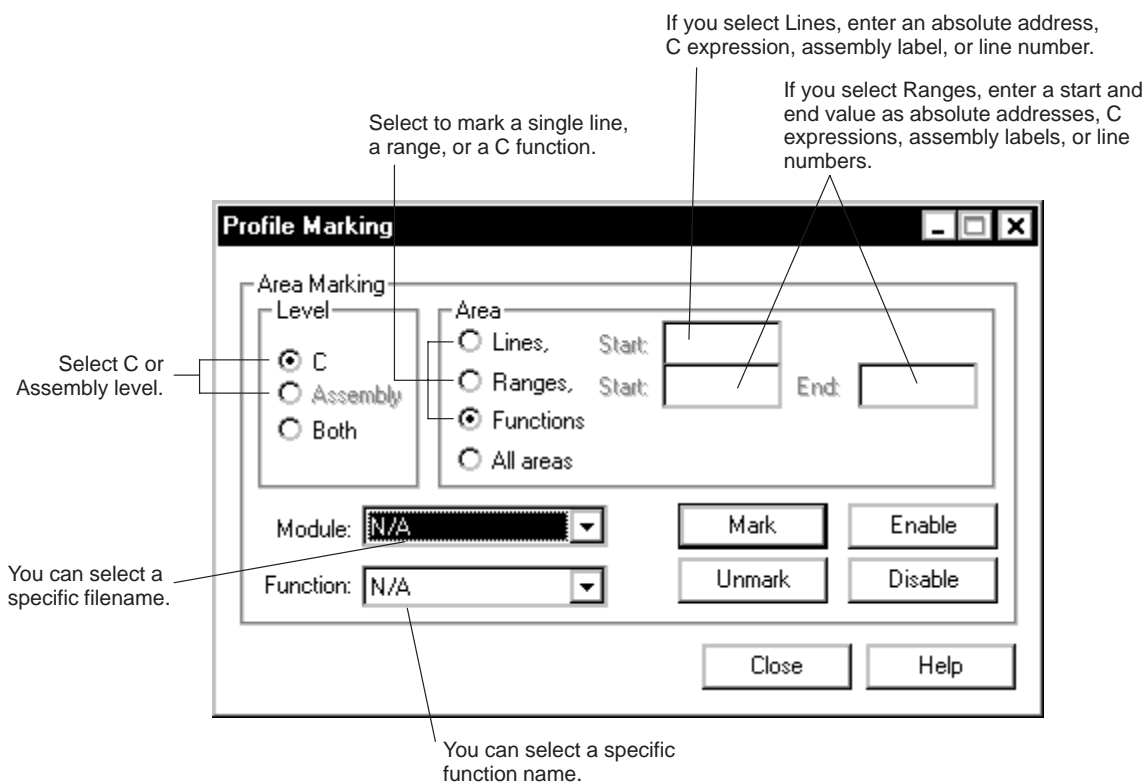 If you select Lines, enter an absolute address,
C expression, assembly label, or line number.
If you select Ranges, enter a start and
end value as absolute addresses, C
expressions, assembly labels, or line
numbers.
Select to mark a single line,
a range, or a C function.
Profile Marking
Area Marking
Level
Area
Select C or
Assembly level.
C
Assembly
Both
Lines, Start:
Ranges, Start: End:
Functions
All areas
Module: N/A
Mark Enable
You can select a
specific filename.
Function: N/A
Unmark Disable
Close Help
You can select a specific
function name.